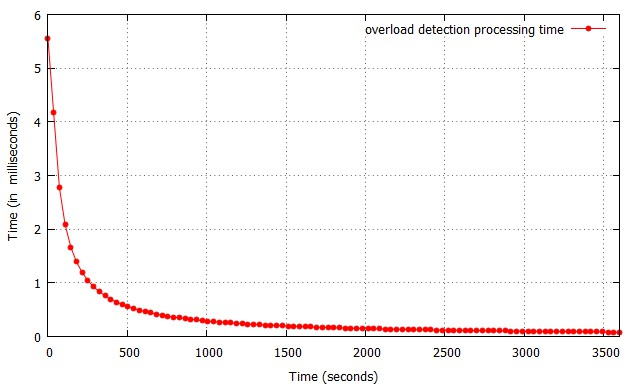 overload detection processing time
6
5
4
3
2
1
0
Time (in milliseconds)
0 500 1000 1500 2000 2500 3000 3500
Time (seconds)